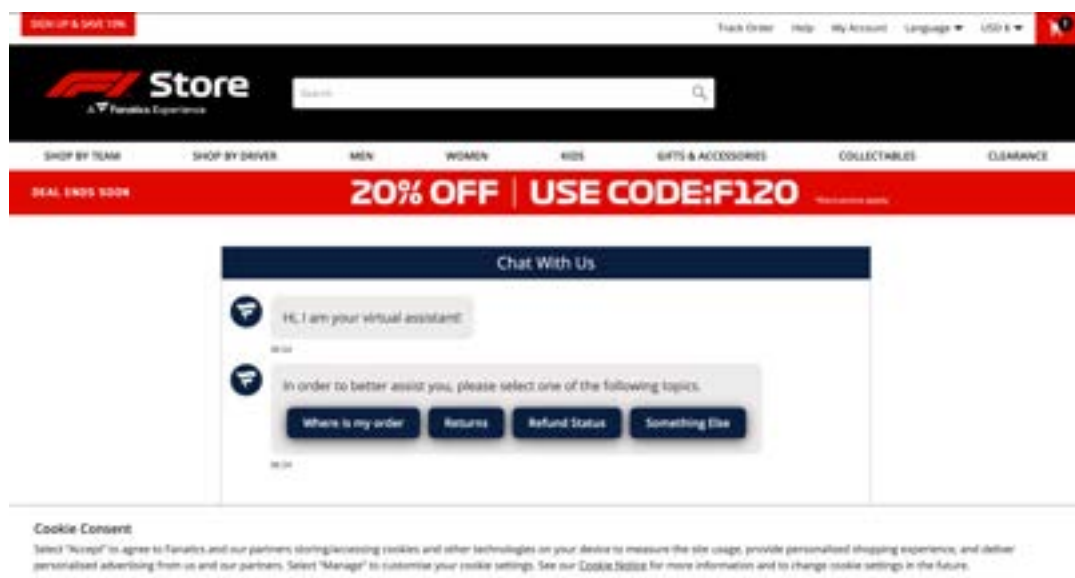 SIGN UP & SAVE 10%
Track Order Help My Account Language USD $
F1 Store
A Fanatics Experience
Search
SHOP BY TEAM SHOP BY DRIVER MEN WOMEN KIDS GIFTS & ACCESSORIES COLLECTABLES CLEARANCE
DEAL ENDS SOON 20% OFF | USE CODE:F120
Chat With Us
Hi, I am your virtual assistant!
In order to better assist you, please select one of the following topics.
Where is my order Returns Refund Status Something Else
Cookie Consent
Select "Accept" to agree to Fanatics and our partners storing/accessing cookies and other technologies on your device to measure the site usage, provide personalised shopping experience, and deliver
personalised advertising from us and our partners. Select "Manage" to customise your cookie settings. See our Cookie Notice for more information and to change cookie settings in the future.